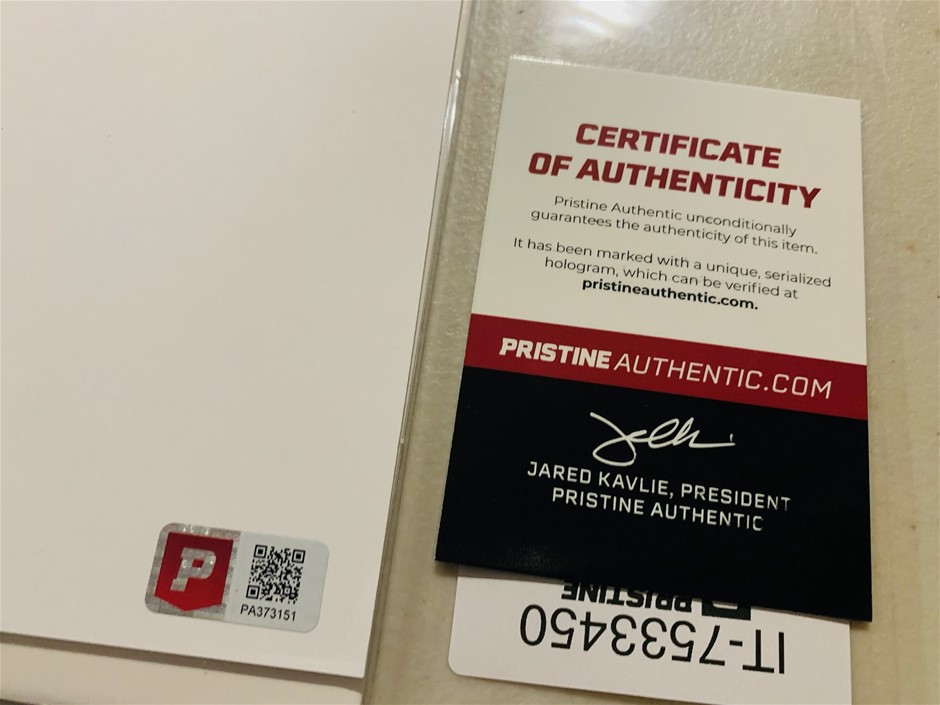 CERTIFICATE
OF AUTHENTICITY
Pristine Authentic unconditionally
guarantees the authenticity of this item.
It has been marked with a unique, serialized
hologram, which can be verified at
pristineauthentic.com.
PRISTINE AUTHENTIC.COM
JARED KAVLIE, PRESIDENT
PRISTINE AUTHENTIC
P
PA373151
IT-7533450
PRISTINE